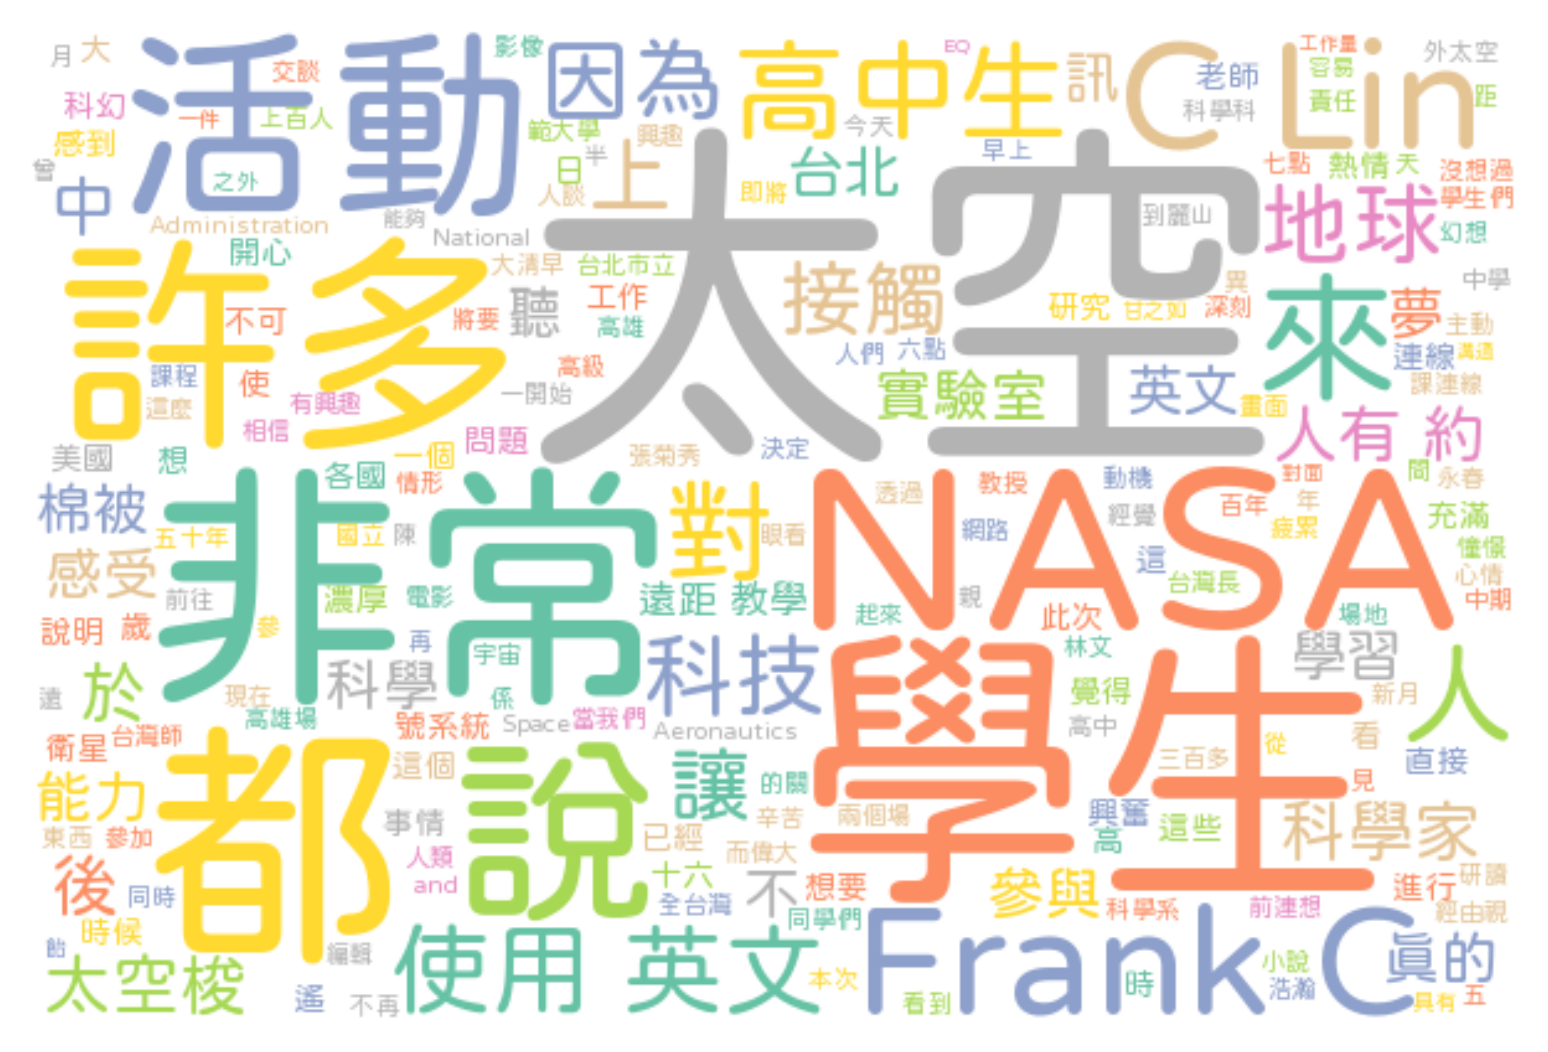 月 大 活動 影像 因為 高中生 EQ 訊 C Lin 工作量 外太空
科幻 交談 老師 容易 責任 距
感到 一件 上百人 範大學 興趣 今天 科學科
曾 中 之外 日 半 上 台北 早上 七點 熱情 天 沒想過
人談 即將 太空 學生們
Administration 能夠 National 到麗山 地球 幻想
許多 開心 大清早 台北市立 接觸 異 中學
不可 將要 聽 工作 高雄 研究 甘之如 深刻 來 夢 主動
課程 使 高級 人們 六點 連線 溝通
這麼 有興趣 一開始 實驗室 英文 畫面 課連線
相信 人有 約
美國 想 一個 問題 張菊秀 決定
棉被 各國 情形 對 透過 NASA 教授 動機 對面 問 永春
非常 百年 年
五十年 國立 陳 眼看 網路 經覺 疲累 充滿
感受 這 憧憬
前往 濃厚 電影 遠距 教學 親 台灣長 心情
說明 歲 參 再 起來 此次 場地 中期
科學 宇宙 科技 學生 林文 學習 人
遠 於 現在 係 覺得 新月
高雄場 號系統 Space 當我們 Aeronautics 高中
衛星 台灣師 都 說 從 看
能力 這個 讓 的關 三百多 見 直接
東西 參加 事情 已經 辛苦 兩個場 興奮 高 這些 科學家
人類 而偉大
後 同時 and 十六 不 想要 參與 進行 研讀
全台灣 科學系 前連想
時候 同學們 經由視
飴 編輯 使用 英文 Frank C 真的
太空梭 遙 不再 本次 看到 時 小說 浩瀚 具有 五